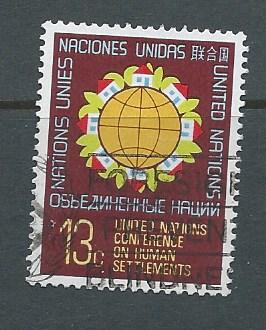 NACIONES UNIDAS 联合国
NATIONS UNIES
UNITED NATIONS
ОБЪЕДИНЕННЫЕ НАЦИИ
13c
UNITED NATIONS
CONFERENCE
ON HUMAN
SETTLEMENTS